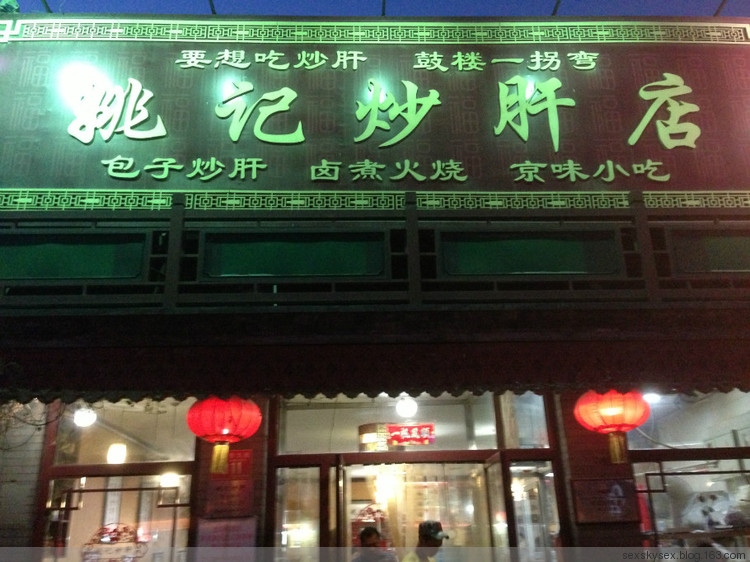 要想吃炒肝 鼓楼一拐弯
姚记炒肝店
包子炒肝 卤煮火烧 京味小吃
sexskysex.blog.163.com